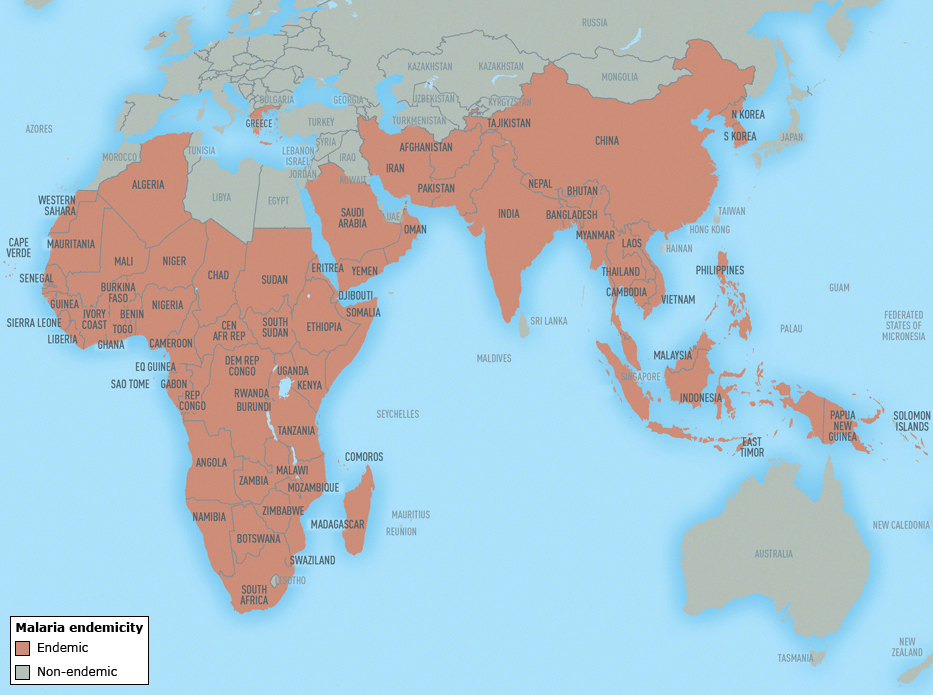 RUSSIA
KAZAKHSTAN
KAZAKHSTAN
MONGOLIA
BULGARIA
GEORGIA
UZBEKISTAN
KYRGYZSTAN
GREECE
TURKEY
TURKMENISTAN
TAJIKISTAN
N KOREA
S KOREA
JAPAN
CHINA
AZORES
MOROCCO
TUNISIA
LEBANON
ISRAEL
SYRIA
IRAQ
JORDAN
KUWAIT
IRAN
AFGHANISTAN
PAKISTAN
NEPAL
BHUTAN
ALGERIA
LIBYA
EGYPT
WESTERN
SAHARA
SAUDI
ARABIA
UAE
OMAN
INDIA
BANGLADESH
MYANMAR
LAOS
TAIWAN
HONG KONG
HAINAN
CAPE
VERDE
MAURITANIA
MALI
NIGER
CHAD
SUDAN
ERITREA
YEMEN
THAILAND
CAMBODIA
VIETNAM
PHILIPPINES
GUAM
SENEGAL
GUINEA
BURKINA
FASO
IVORY
COAST
BENIN
TOGO
NIGERIA
DJIBOUTI
SOMALIA
SIERRA LEONE
LIBERIA
GHANA
CAMEROON
CEN
AFR REP
SOUTH
SUDAN
ETHIOPIA
SRI LANKA
MALDIVES
PALAU
FEDERATED
STATES OF
MICRONESIA
EQ GUINEA
SAO TOME
GABON
REP
CONGO
DEM REP
CONGO
UGANDA
KENYA
RWANDA
BURUNDI
TANZANIA
SEYCHELLES
MALAYSIA
SINGAPORE
INDONESIA
EAST
TIMOR
PAPUA
NEW
GUINEA
SOLOMON
ISLANDS
ANGOLA
ZAMBIA
MALAWI
MOZAMBIQUE
COMOROS
NAMIBIA
ZIMBABWE
BOTSWANA
MADAGASCAR
MAURITIUS
REUNION
SWAZILAND
LESOTHO
SOUTH
AFRICA
AUSTRALIA
NEW CALEDONIA
TASMANIA
NEW
ZEALAND
Malaria endemicity
Endemic
Non-endemic